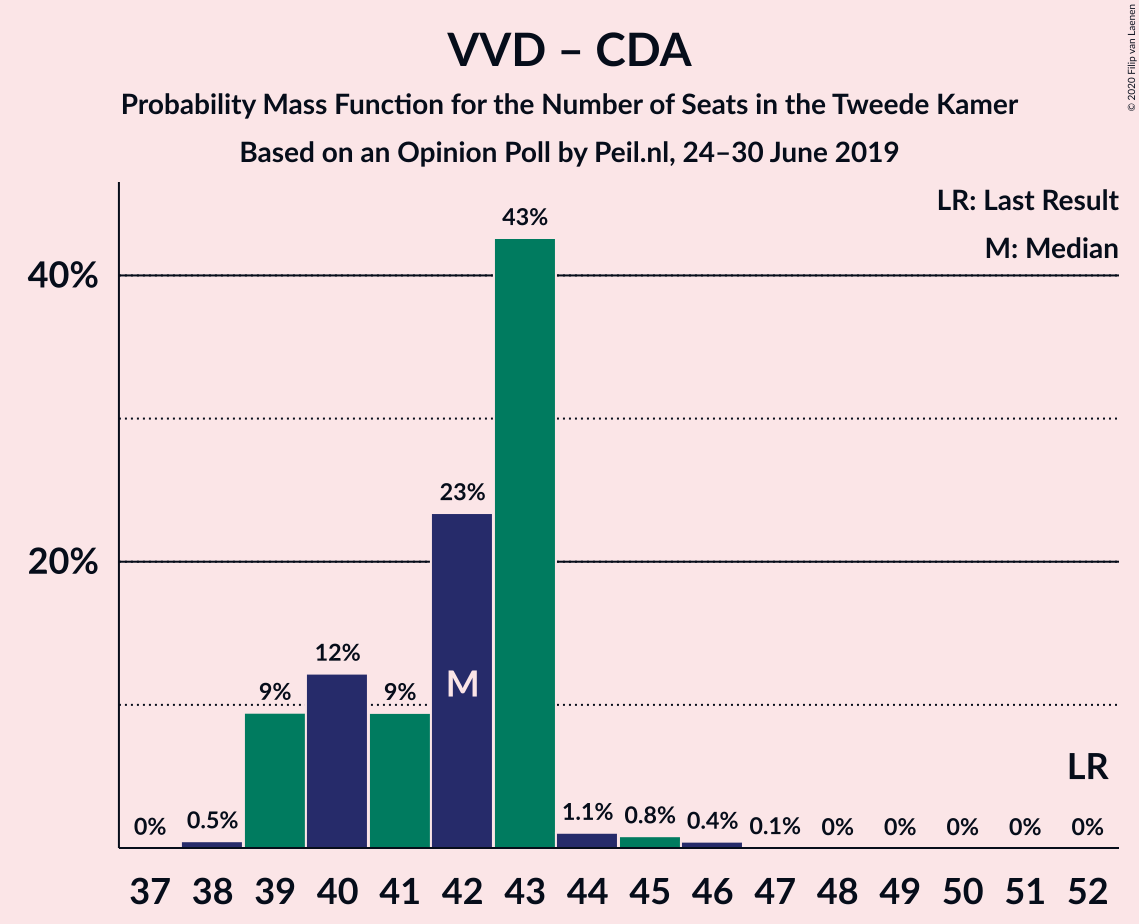 VVD – CDA
Probability Mass Function for the Number of Seats in the Tweede Kamer
Based on an Opinion Poll by Peil.nl, 24–30 June 2019
© 2020 Filip van Laenen
LR: Last Result
M: Median
40%
20%
0%
0.5%
9%
12%
9%
23%
43%
1.1%
0.8%
0.4%
0.1%
0%
0%
0%
0%
0%
M
LR
37 38 39 40 41 42 43 44 45 46 47 48 49 50 51 52